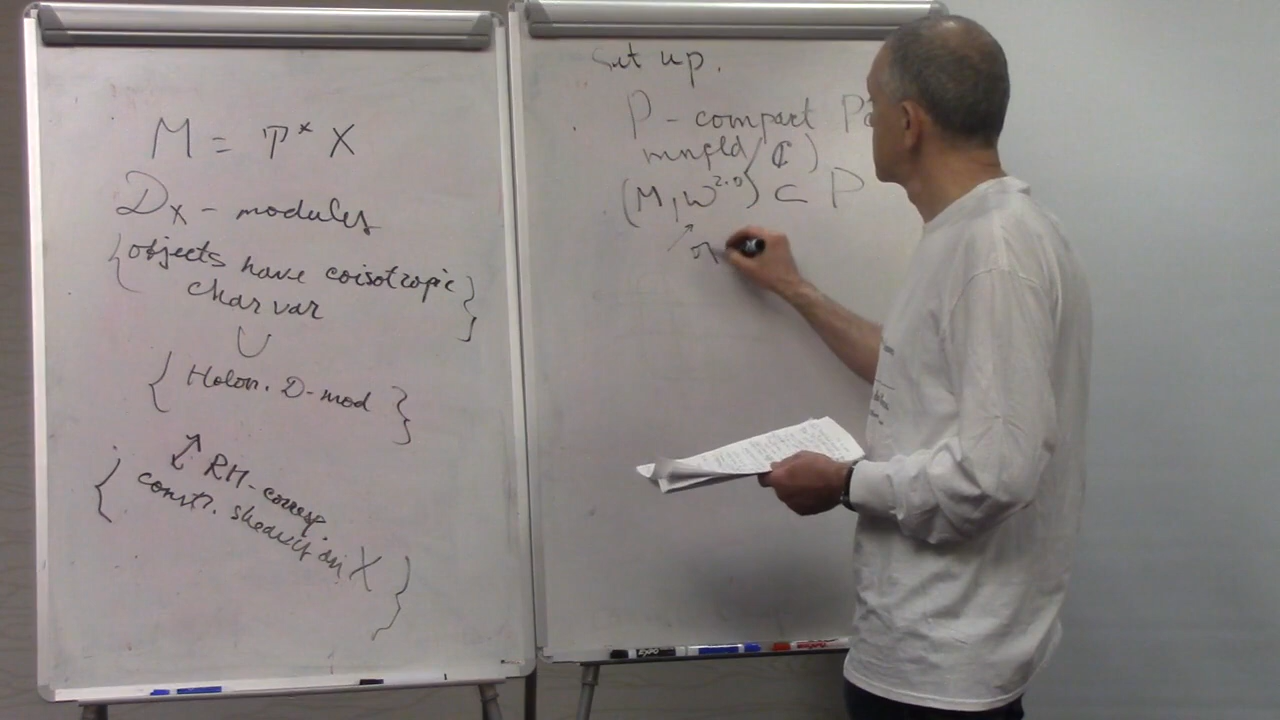 M = T* X
D_X - modules
{objects have coisotropic
char var}
∪
{Holon. D-mod}
↕ RH-corresp.
{constr. sheaves on X}
Set up.
P - compact
mnfld / ℂ)
(M, ω^{2,0}) ⊂ P